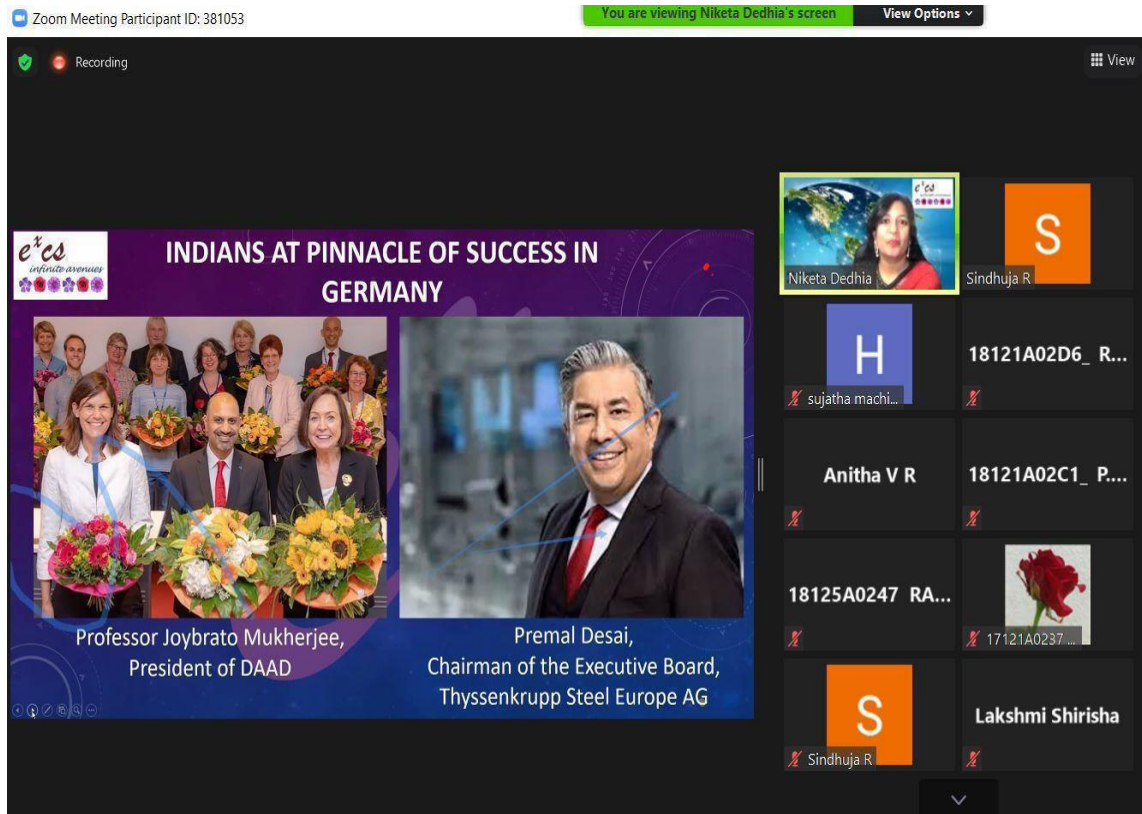 Zoom Meeting Participant ID: 381053
You are viewing Niketa Dedhia's screen
View Options
Recording
View
excs
infinite avenues
INDIANS AT PINNACLE OF SUCCESS IN
GERMANY
Professor Joybrato Mukherjee,
President of DAAD
Premal Desai,
Chairman of the Executive Board,
Thyssenkrupp Steel Europe AG
excs
Niketa Dedhia
S
Sindhuja R
H
sujatha machi...
18121A02D6_ R...
Anitha V R
18121A02C1_ P....
18125A0247 RA...
17121A0237 ...
S
Sindhuja R
Lakshmi Shirisha